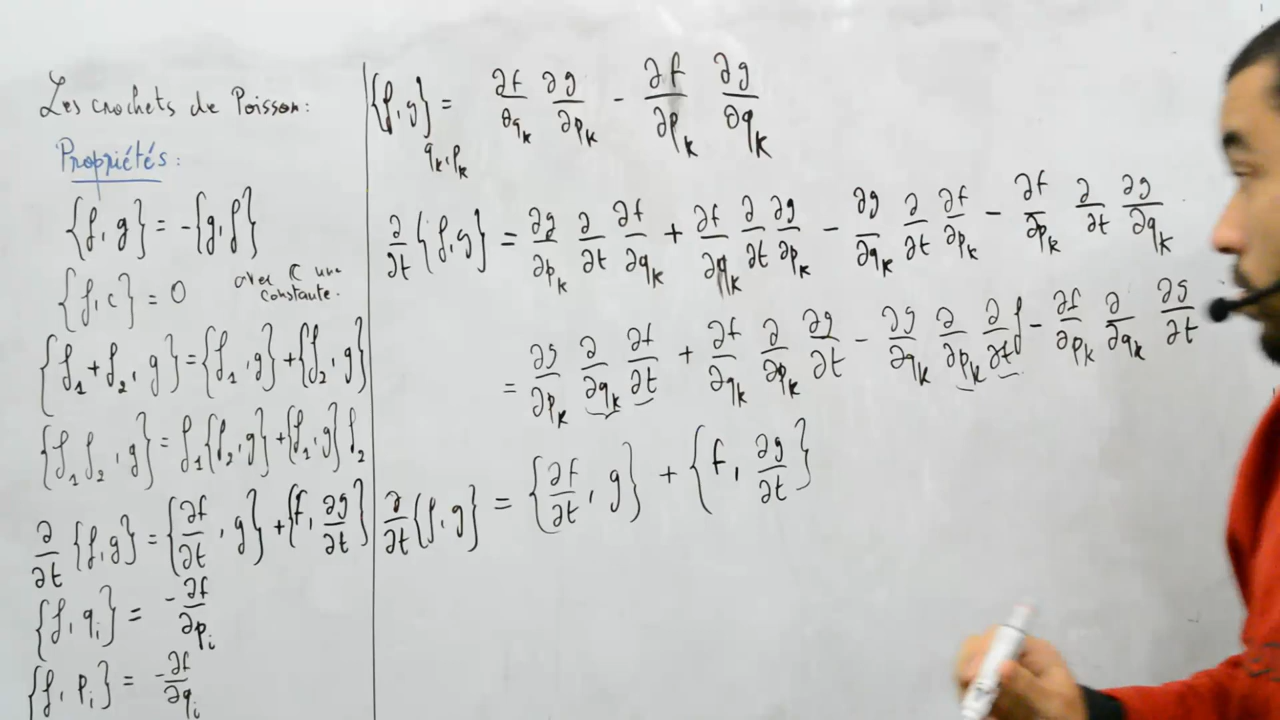 Les crochets de Poisson:
Propriétés:
{f, g} = -{g, f}
{f, c} = 0 avec C une constante.
{f₁ + f₂, g} = {f₁, g} + {f₂, g}
{f₁ f₂, g} = f₁{f₂, g} + {f₁, g} f₂
∂/∂t {f, g} = {∂f/∂t, g} + {f, ∂g/∂t}
{f, qᵢ} = -∂f/∂pᵢ
{f, pᵢ} = -∂f/∂qᵢ
{f, g}_{qₖ, pₖ} = ∂f/∂qₖ ∂g/∂pₖ - ∂f/∂pₖ ∂g/∂qₖ
∂/∂t {f, g} = ∂g/∂pₖ ∂/∂t ∂f/∂qₖ + ∂f/∂qₖ ∂/∂t ∂g/∂pₖ - ∂g/∂qₖ ∂/∂t ∂f/∂pₖ - ∂f/∂pₖ ∂/∂t ∂g/∂qₖ
= ∂g/∂pₖ ∂/∂qₖ ∂f/∂t + ∂f/∂qₖ ∂/∂pₖ ∂g/∂t - ∂g/∂qₖ ∂/∂pₖ ∂/∂t f - ∂f/∂pₖ ∂/∂qₖ ∂g/∂t
∂/∂t {f, g} = {∂f/∂t, g} + {f, ∂g/∂t}